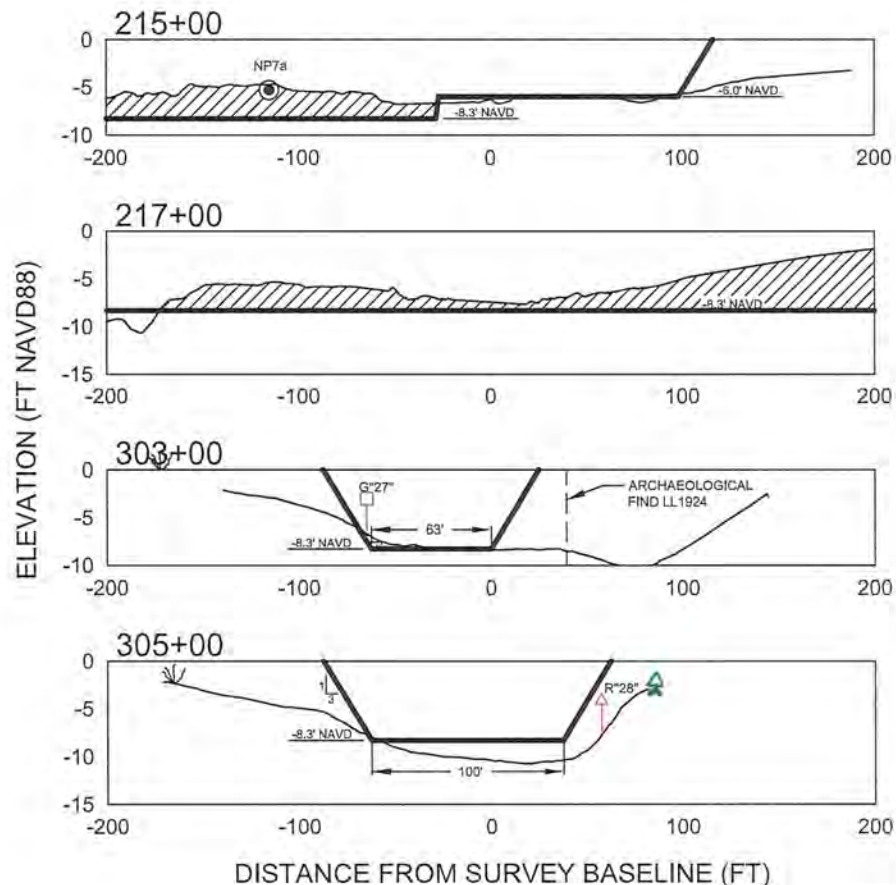 215+00
0
-5
-10
NP7a
-8.3' NAVD
-6.0' NAVD
-200 -100 0 100 200
217+00
0
-5
-10
-15
-8.3' NAVD
-200 -100 0 100 200
303+00
0
-5
-10
G"27"
63'
-8.3' NAVD
ARCHAEOLOGICAL
FIND LL1924
-200 -100 0 100 200
305+00
0
-5
-10
-15
1
3
R"28"
-8.3' NAVD
100'
-200 -100 0 100 200
ELEVATION (FT NAVD88)
DISTANCE FROM SURVEY BASELINE (FT)